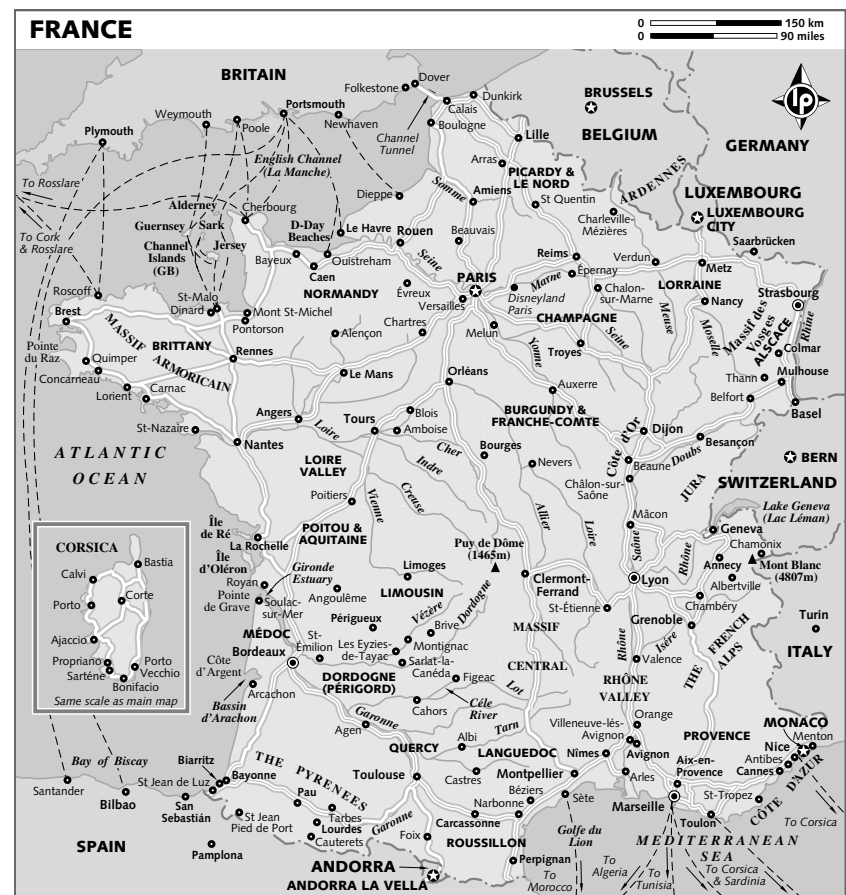 FRANCE
0 150 km
0 90 miles
lp
BRITAIN
Dover
Folkestone
Dunkirk
Calais
BRUSSELS
Weymouth
Poole
Portsmouth
Newhaven
Plymouth
Channel
Tunnel
Boulogne
Lille
BELGIUM
GERMANY
English Channel
(La Manche)
Arras
PICARDY &
LE NORD
ARDENNES
To Rosslare
Dieppe
Somme
Amiens
LUXEMBOURG
LUXEMBOURG
CITY
Alderney
Cherbourg
St Quentin
Charleville-
Mézières
Guernsey
Sark
D-Day
Beaches
Le Havre
Rouen
Beauvais
To Cork
& Rosslare
Channel
Islands
(GB)
Jersey
Saarbrücken
Bayeux
Ouistreham
Caen
Seine
Reims
Verdun
Metz
Épernay
Marne
PARIS
Roscoff
St-Malo
Dinard
NORMANDY
Évreux
Versailles
Disneyland
Paris
Chalon-
sur-Marne
LORRAINE
Nancy
Strasbourg
Brest
Mont St-Michel
Pontorson
Alençon
Chartres
Melun
CHAMPAGNE
Seine
Meuse
Moselle
Massif des
Vosges
ALSCACE
Rhine
Pointe
du Raz
MASSIF ARMORICAIN
BRITTANY
Rennes
Yonne
Troyes
Colmar
Quimper
Le Mans
Orléans
Thann
Mulhouse
Concarneau
Lorient
Carnac
Auxerre
Belfort
Basel
Angers
Tours
Blois
Amboise
BURGUNDY &
FRANCHE-COMTE
St-Nazaire
Nantes
Loire
Cher
Bourges
Côte d'Or
Dijon
Besançon
ATLANTIC
OCEAN
LOIRE
VALLEY
Indre
Nevers
Beaune
Doubs
BERN
Châlon-sur-
Saône
JURA
SWITZERLAND
Poitiers
Vienne
Creuse
Allier
Loire
Mâcon
Lake Geneva
(Lac Léman)
Île
de Ré
POITOU &
AQUITAINE
Geneva
La Rochelle
Puy de Dôme
(1465m)
Saône
Rhône
Chamonix
Annecy
Mont Blanc
(4807m)
CORSICA
Bastia
Calvi
Île
d'Oléron
Gironde
Estuary
Limoges
Clermont-
Ferrand
Lyon
Albertville
Royan
Pointe
de Grave
Soulac-
sur-Mer
Angoulême
LIMOUSIN
St-Étienne
Chambéry
Corte
Porto
Périgueux
Vézère
Dordogne
Grenoble
Turin
Ajaccio
MÉDOC
Bordeaux
St-
Émilion
Les Eyzies-
de-Tayac
Brive
Montignac
Sarlat-la-
Canéda
MASSIF
CENTRAL
Rhône
Isère
Valence
THE FRENCH
ALPS
ITALY
Propriano
Sartène
Porto
Vecchio
Bonifacio
Same scale as main map
Côte
d'Argent
DORDOGNE
(PÉRIGORD)
Figeac
Lot
RHÔNE
VALLEY
Arcachon
Bassin
d'Arachon
Céle
River
Cahors
Garonne
Agen
Tarn
Orange
Villeneuve-lés-
Avignon
Avignon
PROVENCE
MONACO
Menton
Nice
Antibes
Cannes
Bay of Biscay
Biarritz
QUERCY
Albi
LANGUEDOC
Nîmes
Aix-en-
Provence
Santander
St Jean de Luz
Bayonne
THE PYRENEES
Toulouse
Castres
Montpellier
Arles
St-Tropez
CÔTE D'AZUR
Bilbao
San
Sebastián
Pau
Béziers
Sète
Marseille
Toulon
St Jean
Pied de Port
Tarbes
Lourdes
Cauterets
Garonne
Carcassonne
Narbonne
To Corsica
Foix
ROUSSILLON
Golfe du
Lion
MEDITERRANEAN
SEA
SPAIN
Pamplona
ANDORRA
ANDORRA LA VELLA
Perpignan
To
Morocco
To
Algeria
To
Tunisia
To Corsica
& Sardinia